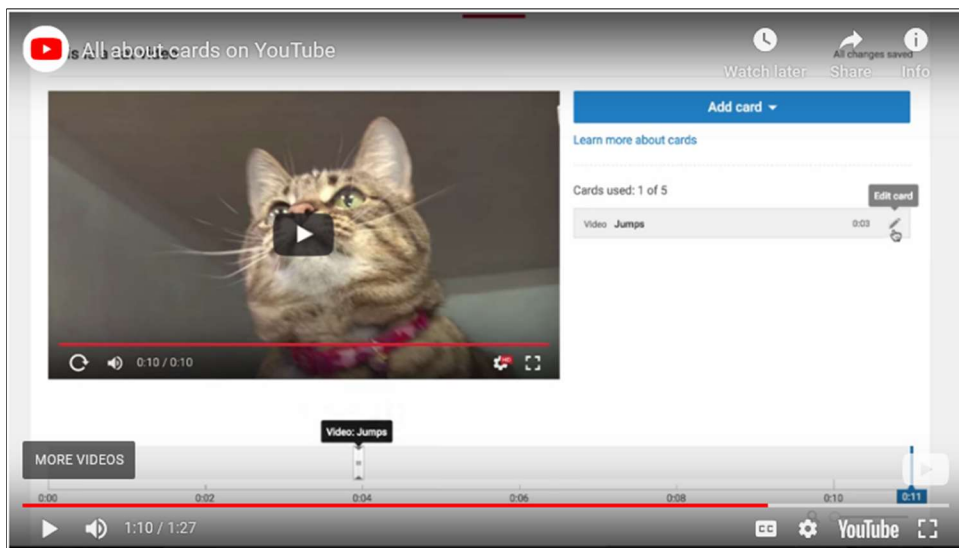 All about cards on YouTube
All changes saved
Watch later
Share
Info
Add card
Learn more about cards
Cards used: 1 of 5
Edit card
Video Jumps 0:03
HD
0:10 / 0:10
Video: Jumps
MORE VIDEOS
0:00 0:02 0:04 0:06 0:08 0:10 0:11
1:10 / 1:27
CC
YouTube